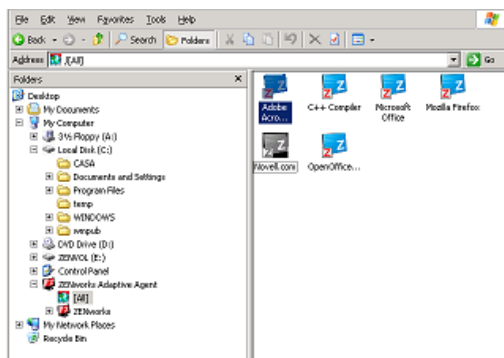 File Edit View Favorites Tools Help
Back Search Folders
Address [All] Go
Folders
Desktop
My Documents
My Computer
3½ Floppy (A:)
Local Disk (C:)
CASA
Documents and Settings
Program Files
temp
WINDOWS
wmpub
DVD Drive (D:)
ZENVOL (E:)
Control Panel
ZENworks Adaptive Agent
[All]
ZENworks
My Network Places
Recycle Bin
Adobe Acro...
C++ Compiler
Microsoft Office
Mozilla Firefox
Novell.com
OpenOffice...